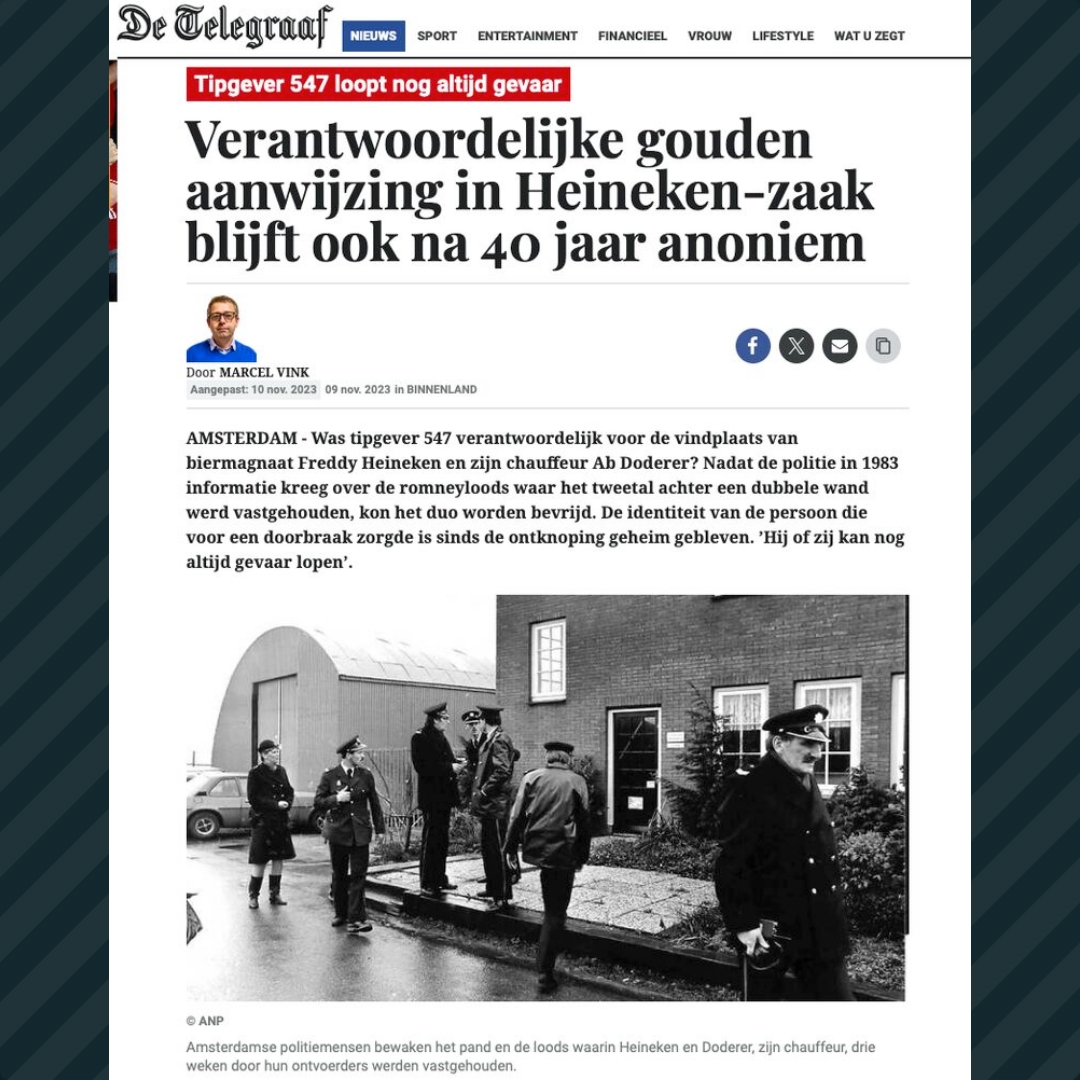 De Telegraaf
NIEUWS SPORT ENTERTAINMENT FINANCIEEL VROUW LIFESTYLE WAT U ZEGT
Tipgever 547 loopt nog altijd gevaar
Verantwoordelijke gouden
aanwijzing in Heineken-zaak
blijft ook na 40 jaar anoniem
Door MARCEL VINK
Aangepast: 10 nov. 2023 09 nov. 2023 in BINNENLAND
AMSTERDAM - Was tipgever 547 verantwoordelijk voor de vindplaats van
biermagnaat Freddy Heineken en zijn chauffeur Ab Doderer? Nadat de politie in 1983
informatie kreeg over de romneyloods waar het tweetal achter een dubbele wand
werd vastgehouden, kon het duo worden bevrijd. De identiteit van de persoon die
voor een doorbraak zorgde is sinds de ontknoping geheim gebleven. ’Hij of zij kan nog
altijd gevaar lopen’.
© ANP
Amsterdamse politiemensen bewaken het pand en de loods waarin Heineken en Doderer, zijn chauffeur, drie
weken door hun ontvoerders werden vastgehouden.